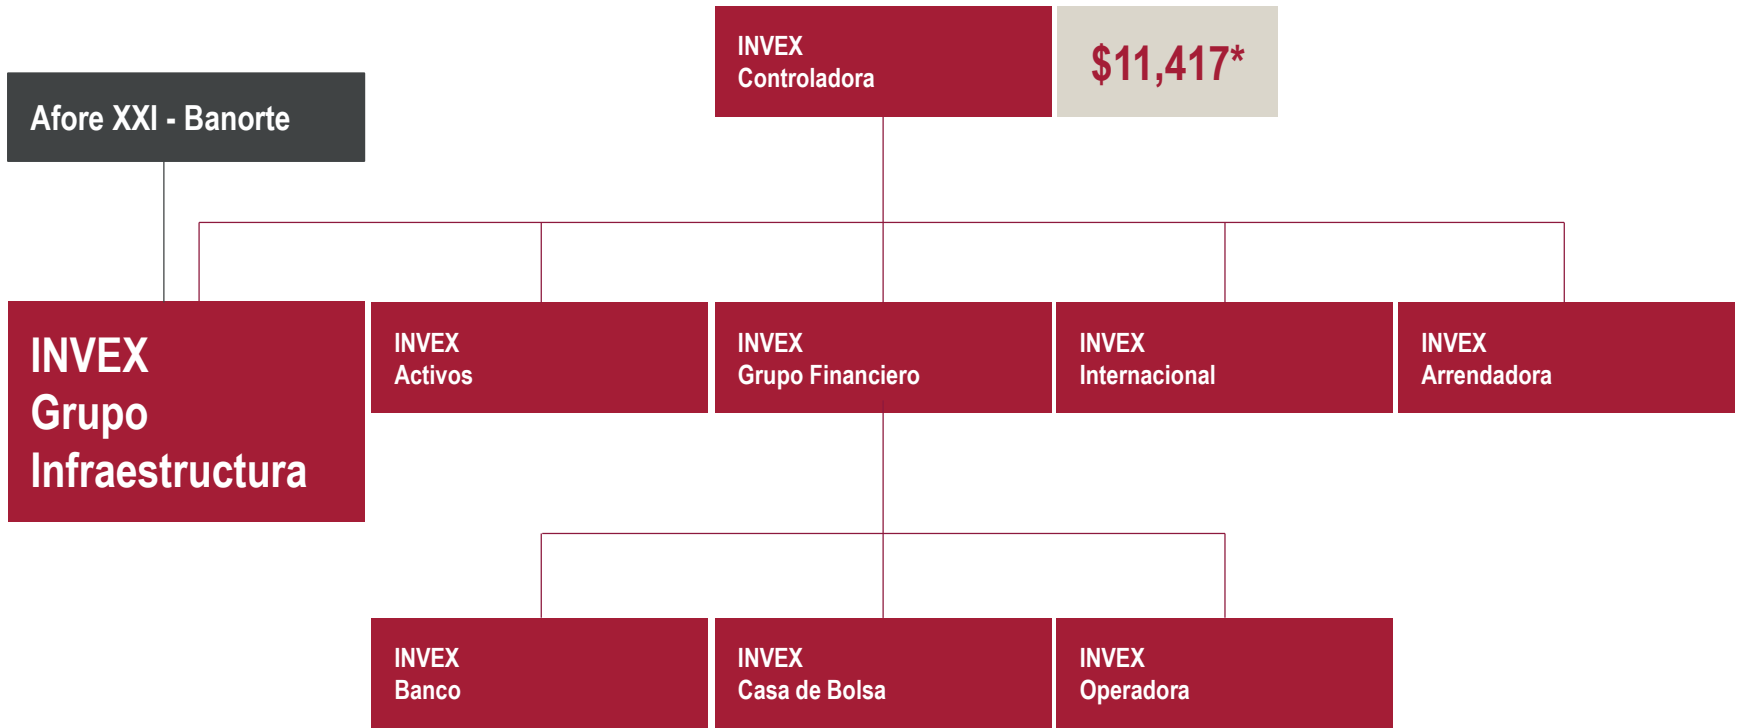 INVEX
Controladora
$11,417*
Afore XXI - Banorte
INVEX
Grupo
Infraestructura
INVEX
Activos
INVEX
Grupo Financiero
INVEX
Internacional
INVEX
Arrendadora
INVEX
Banco
INVEX
Casa de Bolsa
INVEX
Operadora